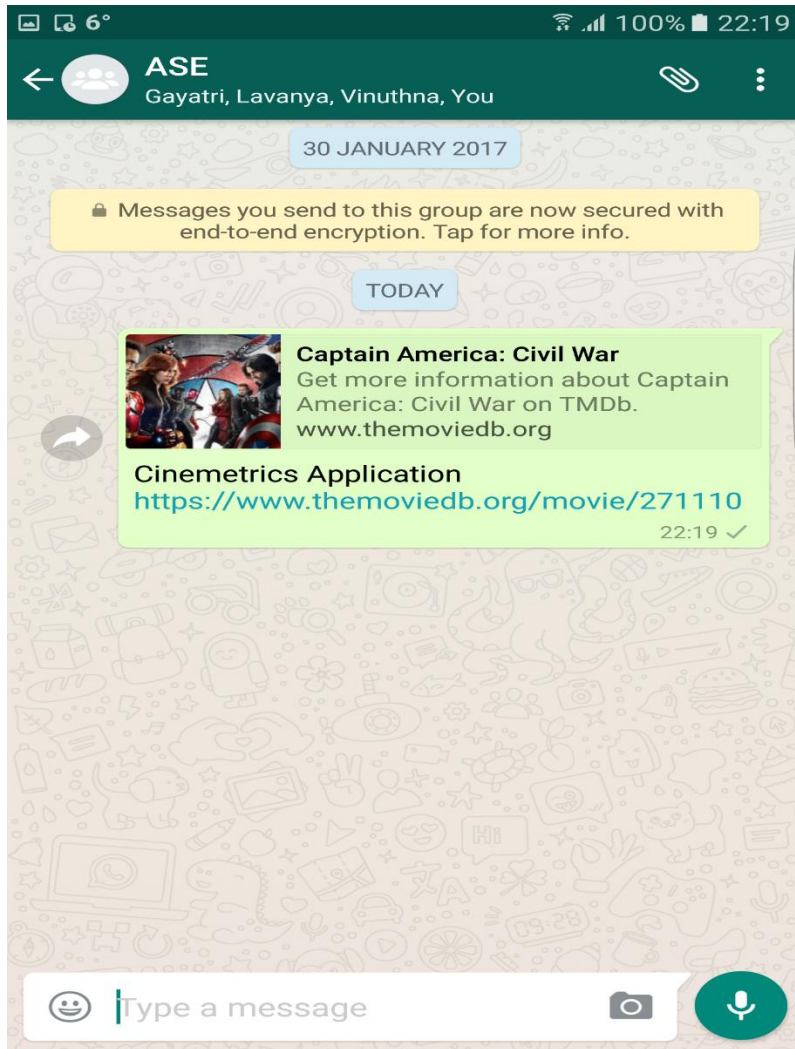 6° 100% 22:19
ASE
Gayatri, Lavanya, Vinuthna, You
30 JANUARY 2017
Messages you send to this group are now secured with
end-to-end encryption. Tap for more info.
TODAY
Captain America: Civil War
Get more information about Captain
America: Civil War on TMDb.
www.themoviedb.org
Cinemetrics Application
https://www.themoviedb.org/movie/271110
22:19
Hi
09:28
Type a message